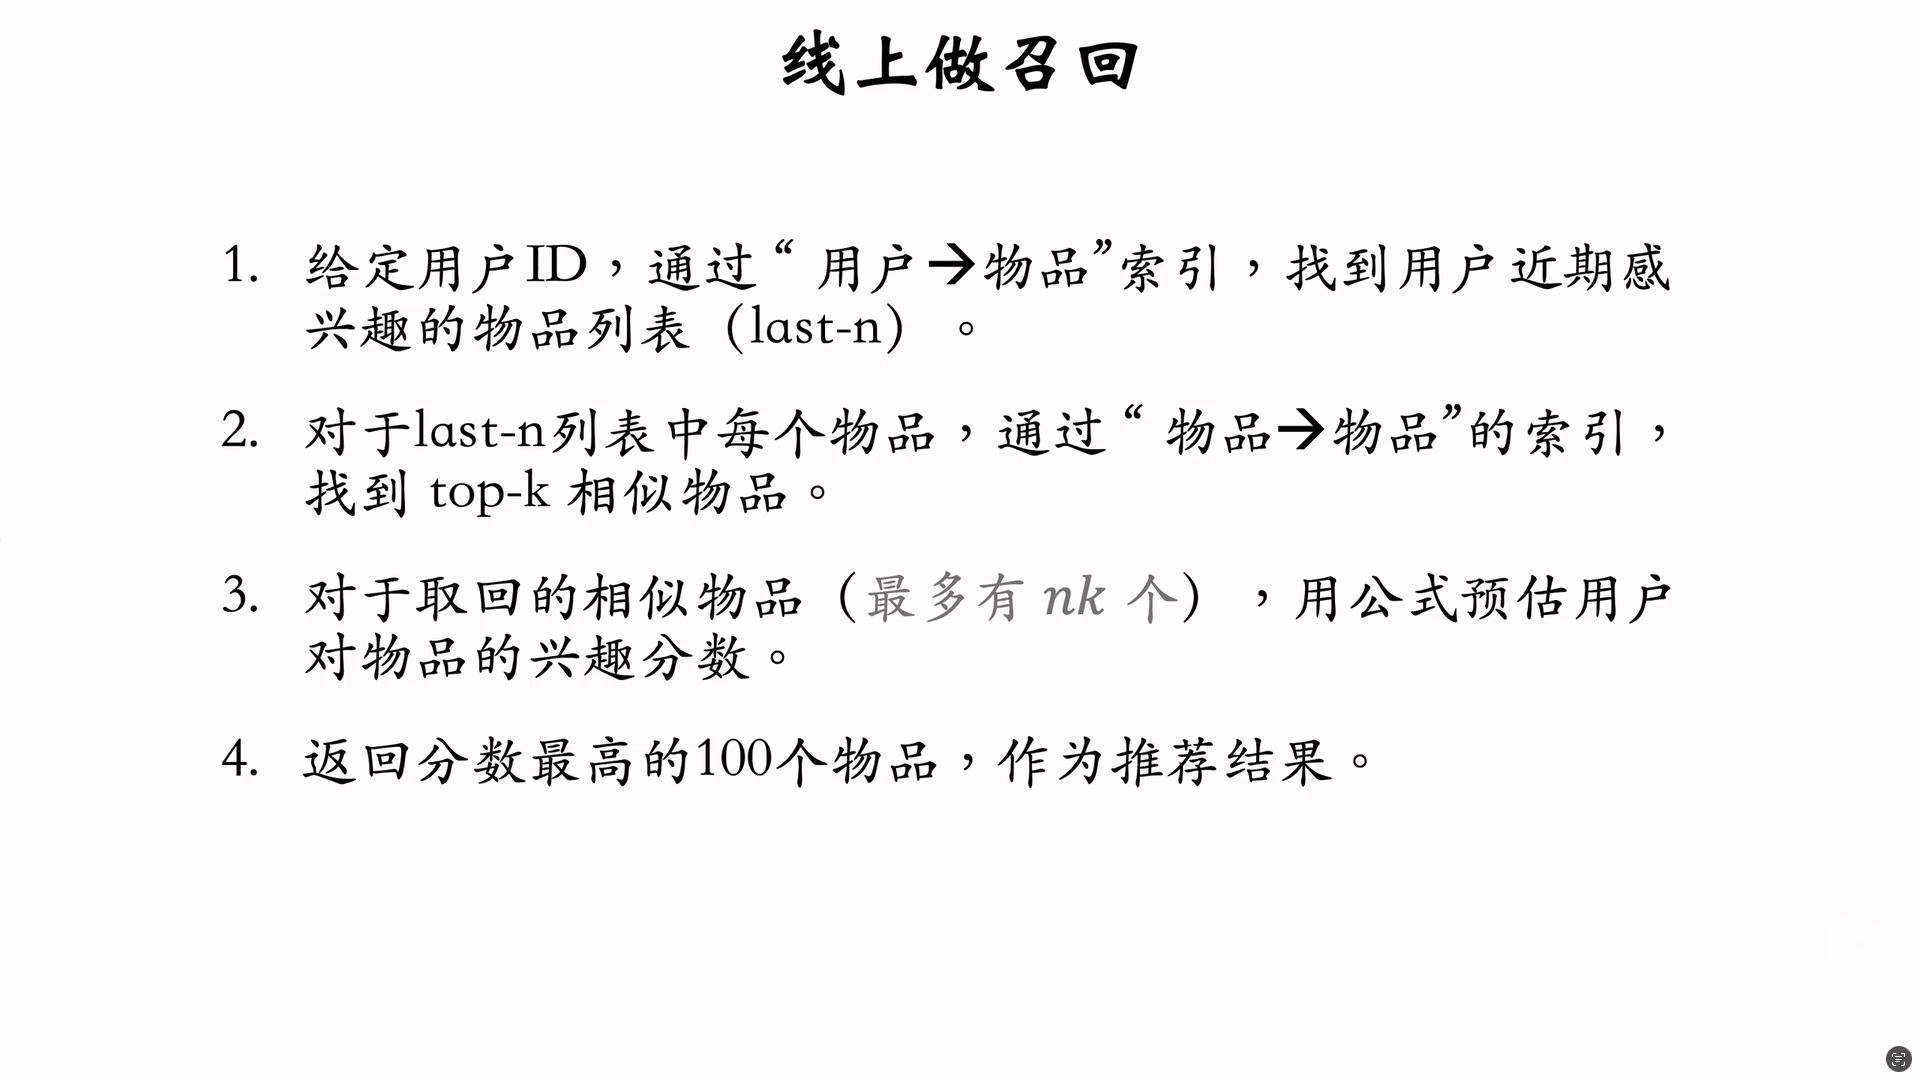 线上做召回
1. 给定用户ID，通过“用户→物品”索引，找到用户近期感
兴趣的物品列表（last-n）。
2. 对于last-n列表中每个物品，通过“物品→物品”的索引，
找到 top-k 相似物品。
3. 对于取回的相似物品（最多有 nk 个），用公式预估用户
对物品的兴趣分数。
4. 返回分数最高的100个物品，作为推荐结果。